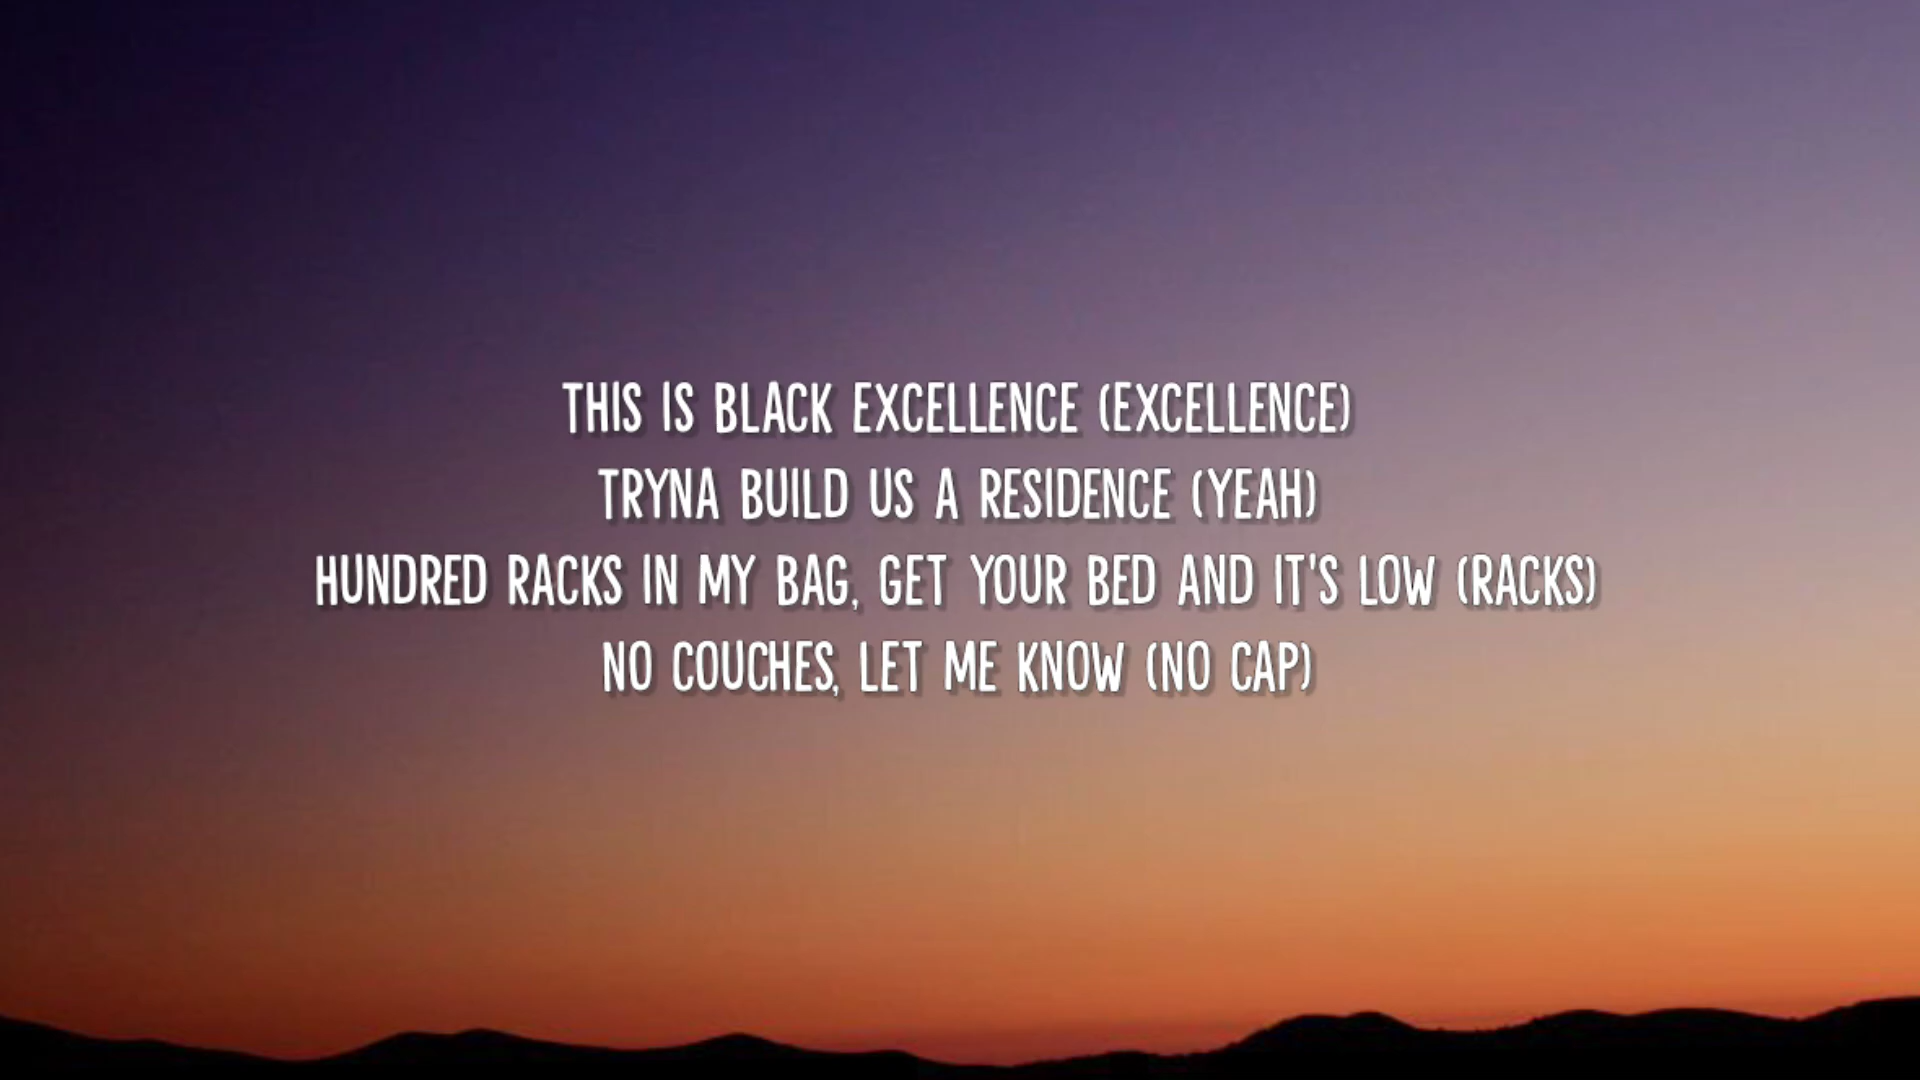 THIS IS BLACK EXCELLENCE (EXCELLENCE)
TRYNA BUILD US A RESIDENCE (YEAH)
HUNDRED RACKS IN MY BAG, GET YOUR BED AND IT'S LOW (RACKS)
NO COUCHES, LET ME KNOW (NO CAP)